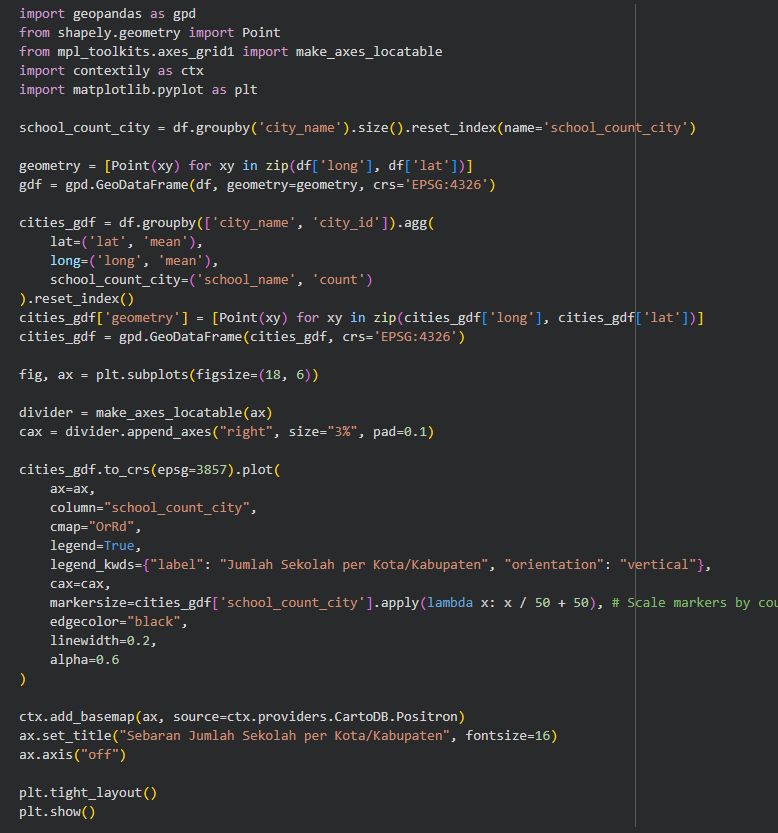 import geopandas as gpd
from shapely.geometry import Point
from mpl_toolkits.axes_grid1 import make_axes_locatable
import contextily as ctx
import matplotlib.pyplot as plt

school_count_city = df.groupby('city_name').size().reset_index(name='school_count_city')

geometry = [Point(xy) for xy in zip(df['long'], df['lat'])]
gdf = gpd.GeoDataFrame(df, geometry=geometry, crs='EPSG:4326')

cities_gdf = df.groupby(['city_name', 'city_id']).agg(
    lat=('lat', 'mean'),
    long=('long', 'mean'),
    school_count_city=('school_name', 'count')
).reset_index()
cities_gdf['geometry'] = [Point(xy) for xy in zip(cities_gdf['long'], cities_gdf['lat'])]
cities_gdf = gpd.GeoDataFrame(cities_gdf, crs='EPSG:4326')

fig, ax = plt.subplots(figsize=(18, 6))

divider = make_axes_locatable(ax)
cax = divider.append_axes("right", size="3%", pad=0.1)

cities_gdf.to_crs(epsg=3857).plot(
    ax=ax,
    column="school_count_city",
    cmap="OrRd",
    legend=True,
    legend_kwds={"label": "Jumlah Sekolah per Kota/Kabupaten", "orientation": "vertical"},
    cax=cax,
    markersize=cities_gdf['school_count_city'].apply(lambda x: x / 50 + 50), # Scale markers by cou
    edgecolor="black",
    linewidth=0.2,
    alpha=0.6
)

ctx.add_basemap(ax, source=ctx.providers.CartoDB.Positron)
ax.set_title("Sebaran Jumlah Sekolah per Kota/Kabupaten", fontsize=16)
ax.axis("off")

plt.tight_layout()
plt.show()